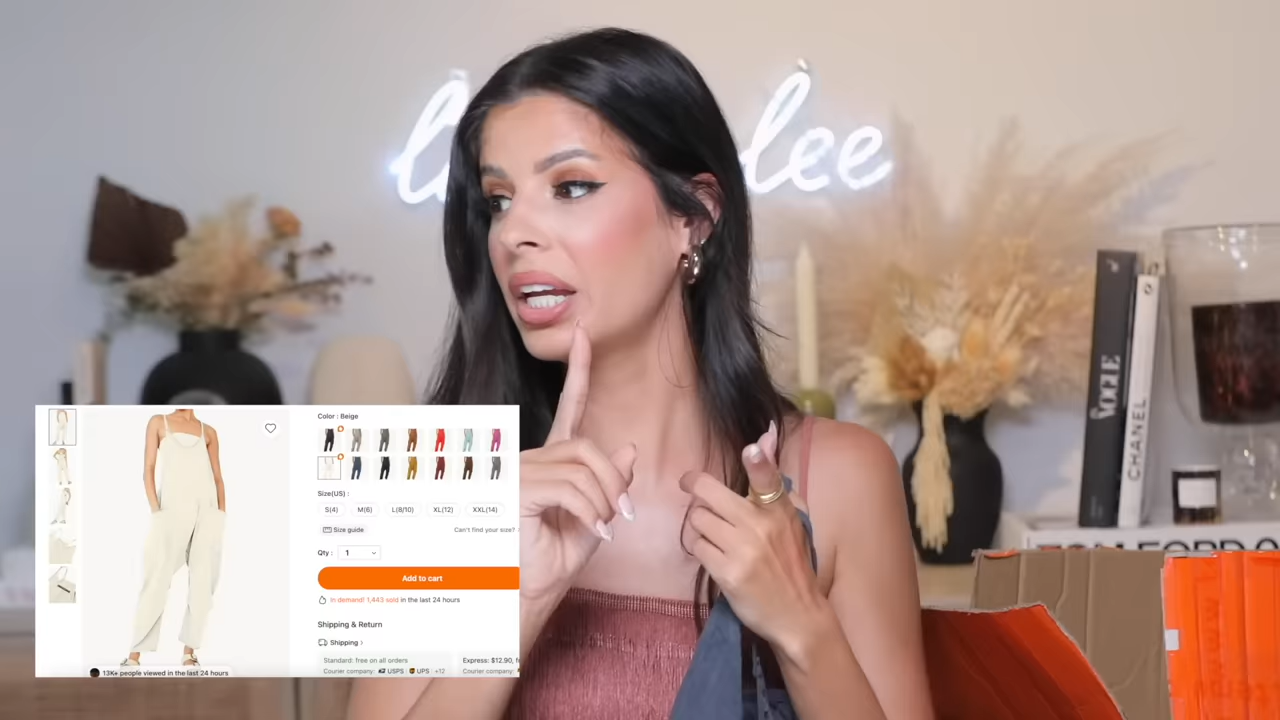 lee
VOGUE
CHANEL
Color : Beige
Size(US) :
S(4) M(6) L(8/10) XL(12) XXL(14)
Size guide Can't find your size?
Qty : 1
Add to cart
In demand! 1,443 sold in the last 24 hours
Shipping & Return
Shipping
Standard: free on all orders Express: $12.90, f
Courier company: USPS UPS +12 Courier company:
13K+ people viewed in the last 24 hours